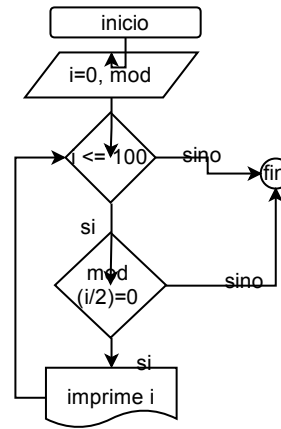 inicio
i=0, mod
i <= 100
sino
fin
si
mod
(i/2)=0
sino
si
imprime i